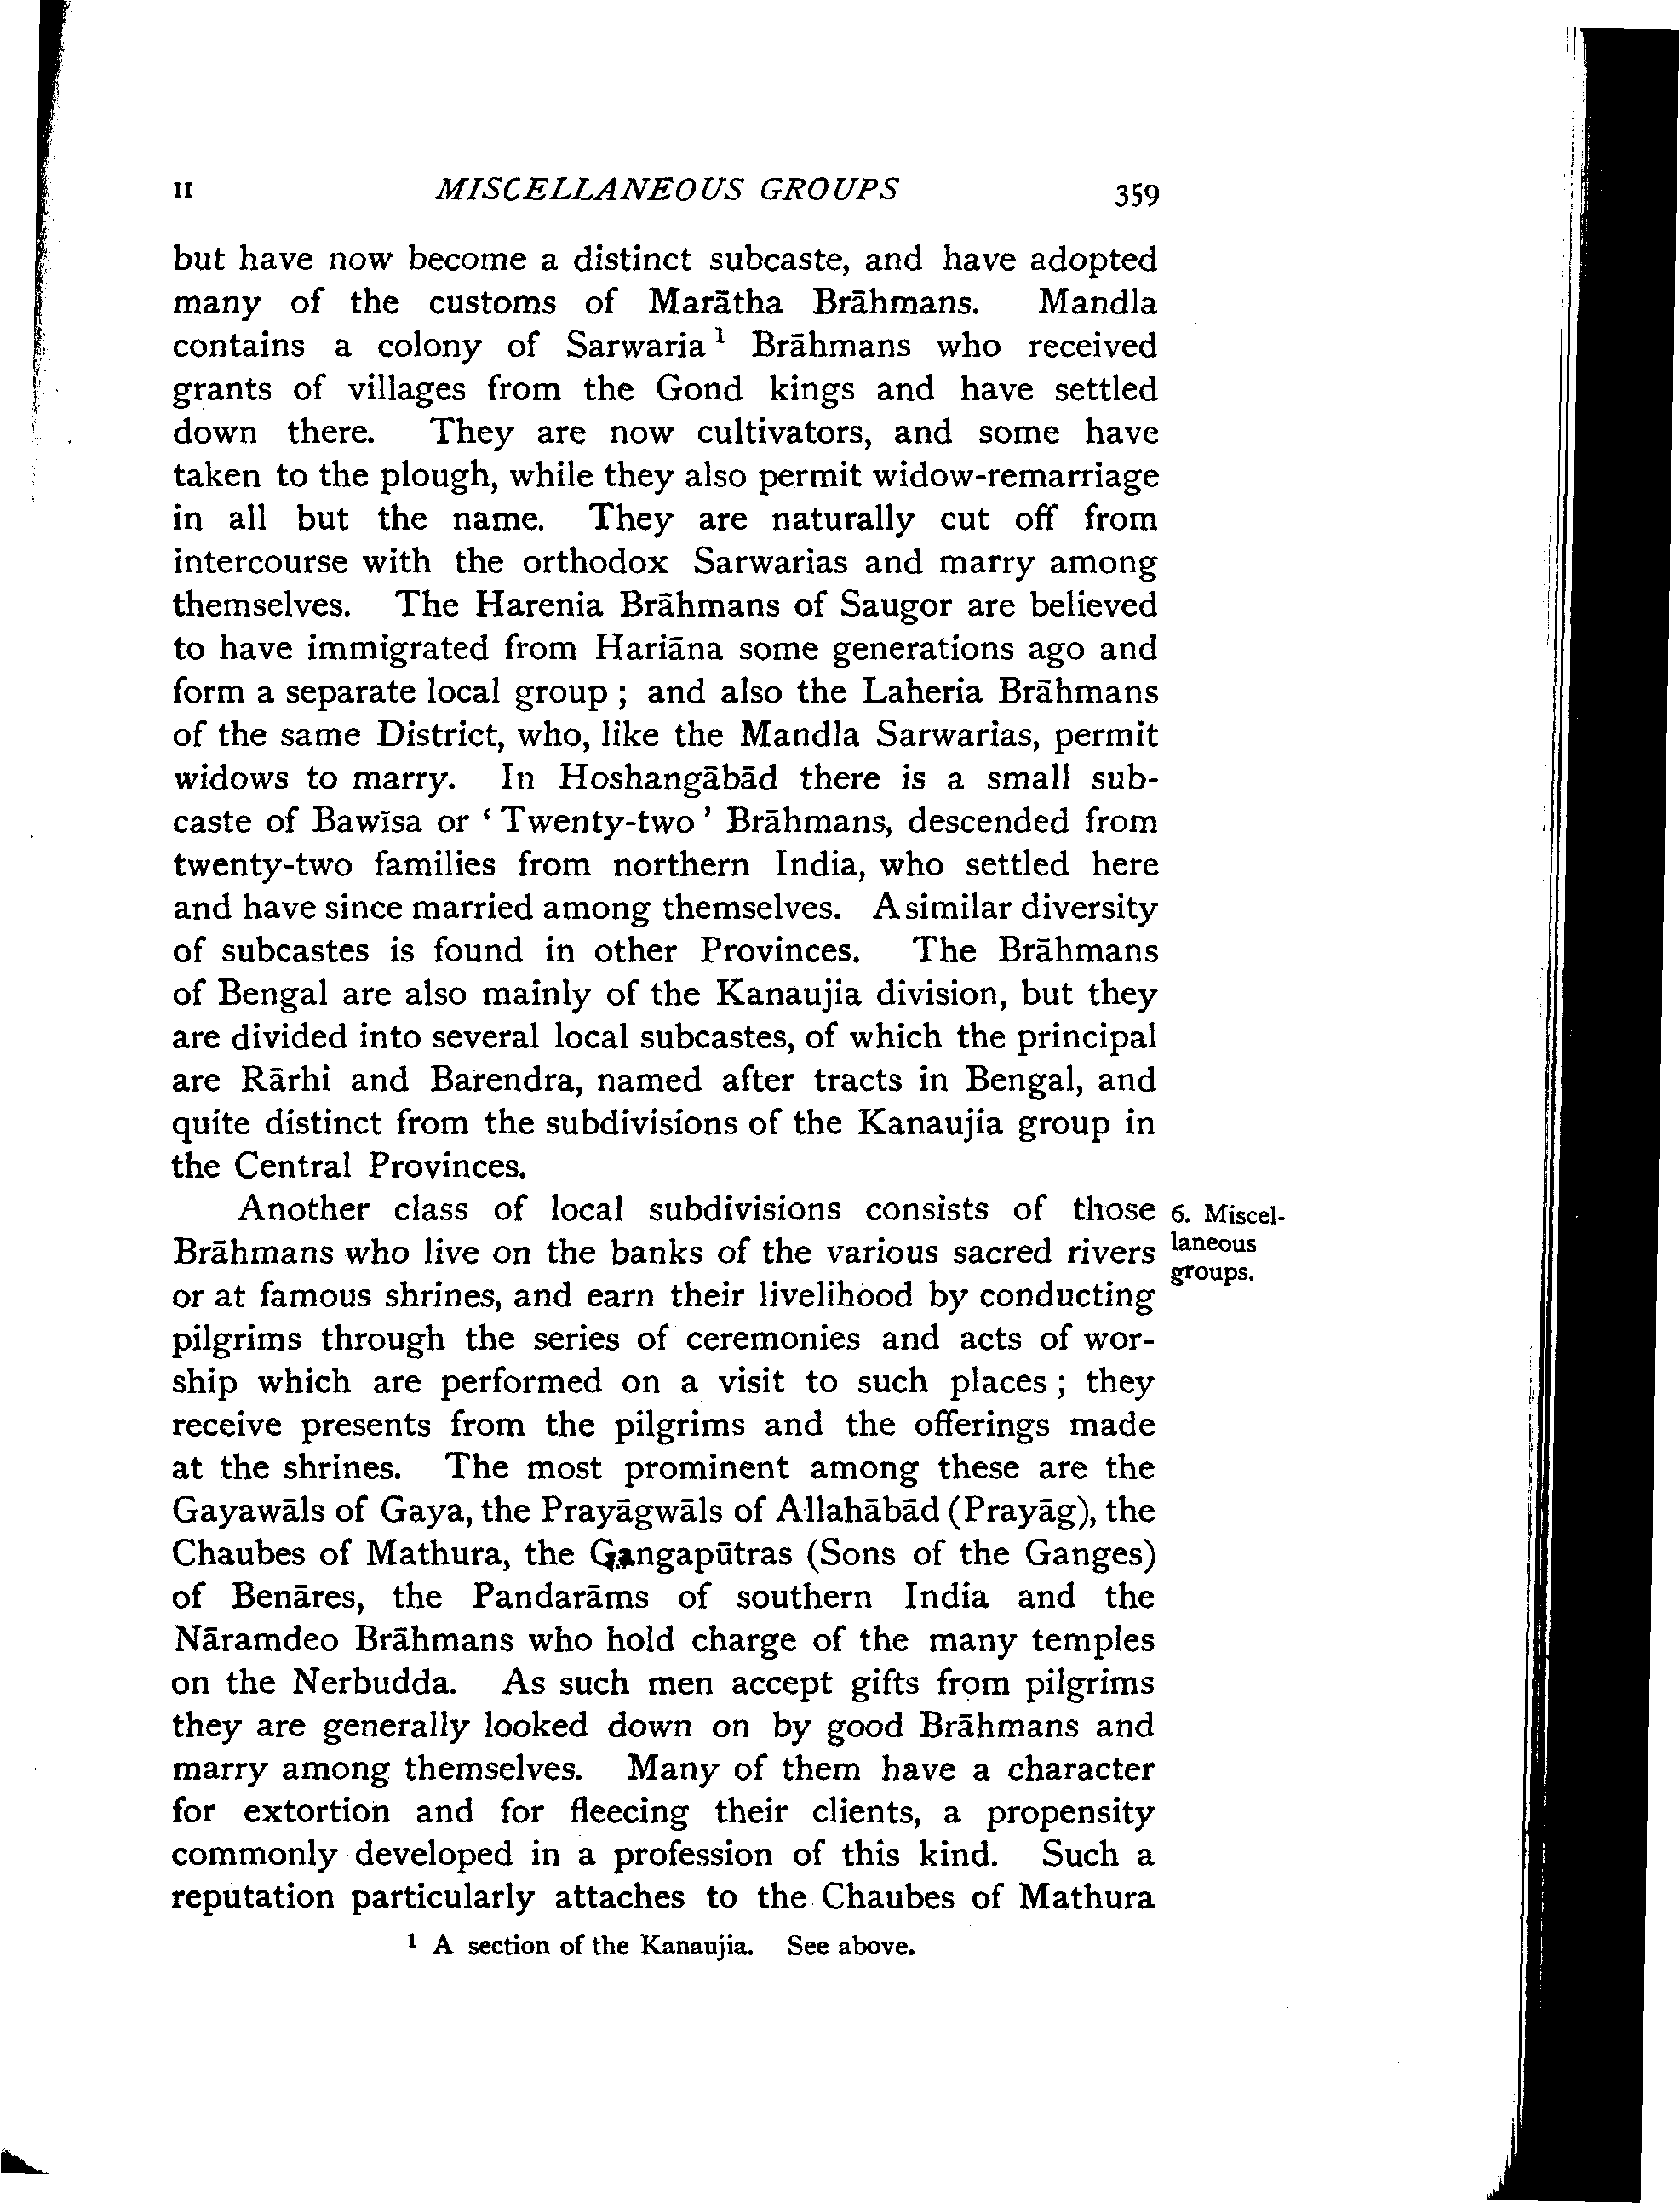 II MISCELLANEOUS GROUPS 359
but have now become a distinct subcaste, and have adopted
many of the customs of Marātha Brāhmans. Mandla
contains a colony of Sarwaria¹ Brāhmans who received
grants of villages from the Gond kings and have settled
down there. They are now cultivators, and some have
taken to the plough, while they also permit widow-remarriage
in all but the name. They are naturally cut off from
intercourse with the orthodox Sarwarias and marry among
themselves. The Harenia Brāhmans of Saugor are believed
to have immigrated from Hariāna some generations ago and
form a separate local group ; and also the Laheria Brāhmans
of the same District, who, like the Mandla Sarwarias, permit
widows to marry. In Hoshangābād there is a small sub-
caste of Bawīsa or ‘ Twenty-two ’ Brāhmans, descended from
twenty-two families from northern India, who settled here
and have since married among themselves. A similar diversity
of subcastes is found in other Provinces. The Brāhmans
of Bengal are also mainly of the Kanaujia division, but they
are divided into several local subcastes, of which the principal
are Rārhi and Barendra, named after tracts in Bengal, and
quite distinct from the subdivisions of the Kanaujia group in
the Central Provinces.
Another class of local subdivisions consists of those
Brāhmans who live on the banks of the various sacred rivers
or at famous shrines, and earn their livelihood by conducting
pilgrims through the series of ceremonies and acts of wor-
ship which are performed on a visit to such places ; they
receive presents from the pilgrims and the offerings made
at the shrines. The most prominent among these are the
Gayawāls of Gaya, the Prayāgwāls of Allahābād (Prayāg), the
Chaubes of Mathura, the Gangapūtras (Sons of the Ganges)
of Benāres, the Pandarāms of southern India and the
Nāramdeo Brāhmans who hold charge of the many temples
on the Nerbudda. As such men accept gifts from pilgrims
they are generally looked down on by good Brāhmans and
marry among themselves. Many of them have a character
for extortion and for fleecing their clients, a propensity
commonly developed in a profession of this kind. Such a
reputation particularly attaches to the Chaubes of Mathura
6. Miscel-
laneous
groups.
¹ A section of the Kanaujia. See above.